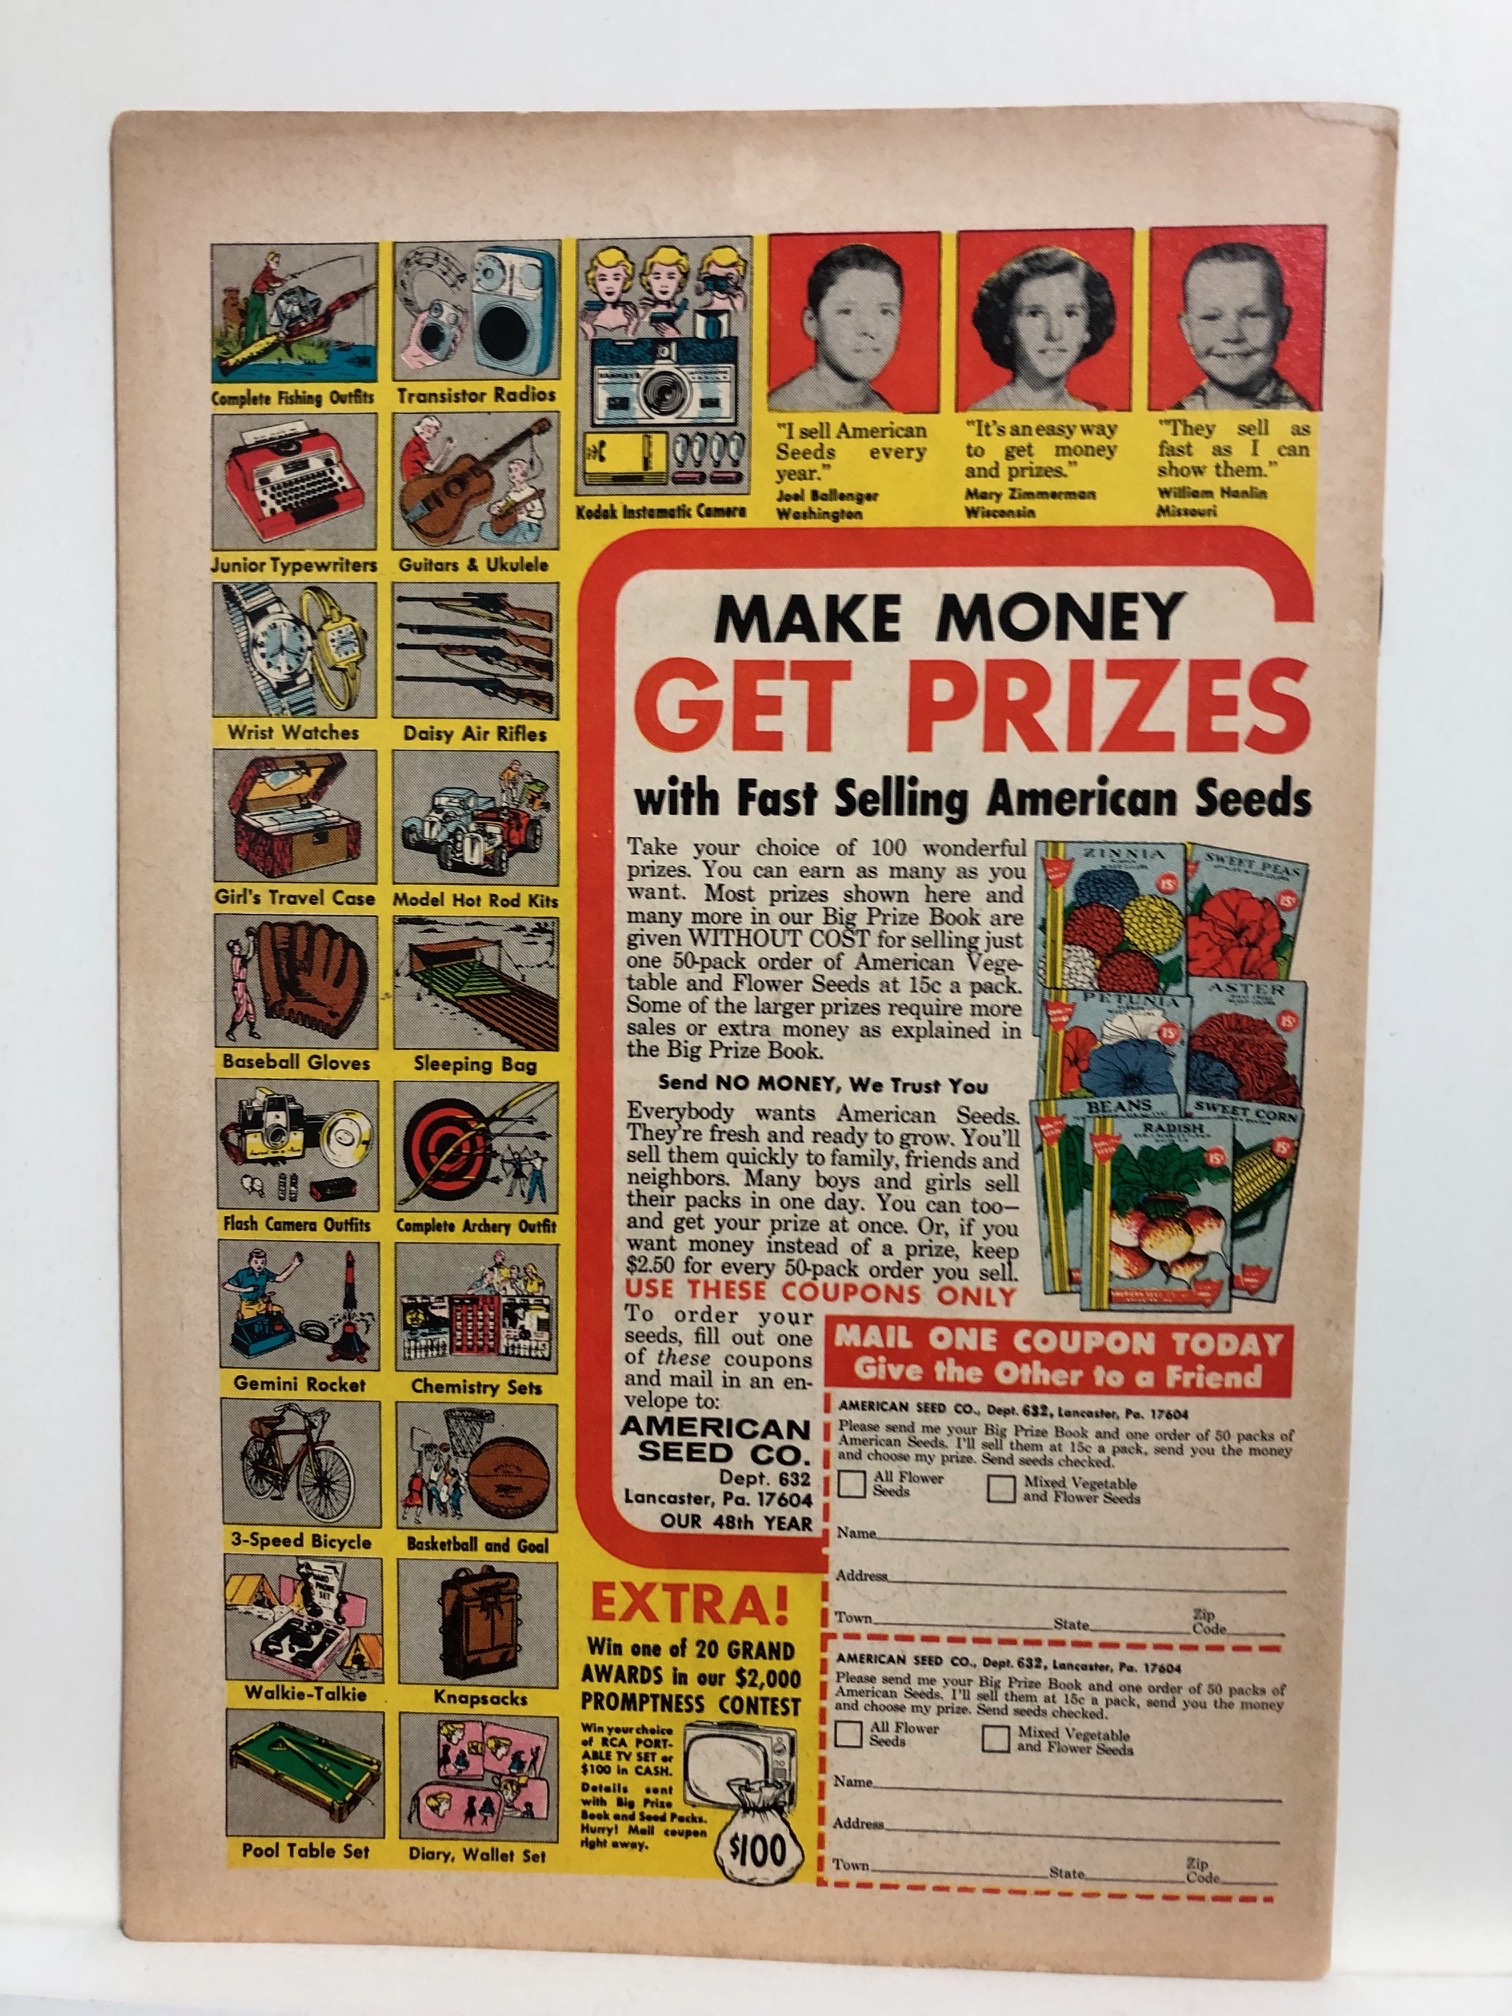 Complete Fishing Outfits
Transistor Radios
Kodak Instamatic Camera
Junior Typewriters
Guitars & Ukulele
Wrist Watches
Daisy Air Rifles
Girl's Travel Case
Model Hot Rod Kits
Baseball Gloves
Sleeping Bag
Flash Camera Outfits
Complete Archery Outfit
Gemini Rocket
Chemistry Sets
3-Speed Bicycle
Basketball and Goal
Walkie-Talkie
Knapsacks
Pool Table Set
Diary, Wallet Set
"I sell American
Seeds every
year."
Joel Ballenger
Washington
"It's an easy way
to get money
and prizes."
Mary Zimmerman
Wisconsin
"They sell as
fast as I can
show them."
William Hanlin
Missouri
MAKE MONEY
GET PRIZES
with Fast Selling American Seeds
Take your choice of 100 wonderful
prizes. You can earn as many as you
want. Most prizes shown here and
many more in our Big Prize Book are
given WITHOUT COST for selling just
one 50-pack order of American Vege-
table and Flower Seeds at 15c a pack.
Some of the larger prizes require more
sales or extra money as explained in
the Big Prize Book.
Send NO MONEY, We Trust You
Everybody wants American Seeds.
They're fresh and ready to grow. You'll
sell them quickly to family, friends and
neighbors. Many boys and girls sell
their packs in one day. You can too—
and get your prize at once. Or, if you
want money instead of a prize, keep
$2.50 for every 50-pack order you sell.
USE THESE COUPONS ONLY
To order your
seeds, fill out one
of these coupons
and mail in an en-
velope to:
AMERICAN
SEED CO.
Dept. 632
Lancaster, Pa. 17604
OUR 48th YEAR
ZINNIA
15¢
SWEET PEAS
15¢
PETUNIA
15¢
ASTER
15¢
BEANS
RADISH
15¢
SWEET CORN
15¢
MAIL ONE COUPON TODAY
Give the Other to a Friend
AMERICAN SEED CO., Dept. 632, Lancaster, Pa. 17604
Please send me your Big Prize Book and one order of 50 packs of
American Seeds. I'll sell them at 15c a pack, send you the money
and choose my prize. Send seeds checked.
All Flower
Seeds
Mixed Vegetable
and Flower Seeds
Name
Address
Town State Zip
Code
AMERICAN SEED CO., Dept. 632, Lancaster, Pa. 17604
Please send me your Big Prize Book and one order of 50 packs of
American Seeds. I'll sell them at 15c a pack, send you the money
and choose my prize. Send seeds checked.
All Flower
Seeds
Mixed Vegetable
and Flower Seeds
Name
Address
Town State Zip
Code
EXTRA!
Win one of 20 GRAND
AWARDS in our $2,000
PROMPTNESS CONTEST
Win your choice
of RCA PORT-
ABLE TV SET or
$100 in CASH.
Details sent
with Big Prize
Book and Seed Packs.
Hurry! Mail coupon
right away.
$100